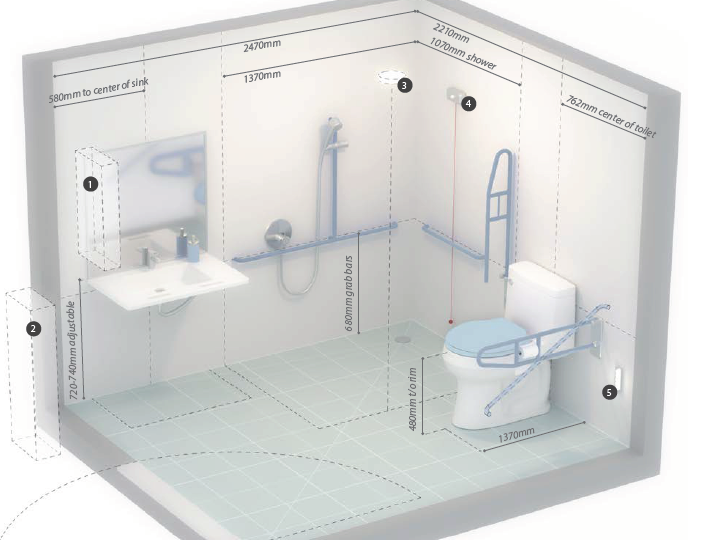 2470mm
2210mm
1070mm shower
1370mm
580mm to center of sink
762mm center of toilet
3
4
1
680mm grab bars
720-740mm adjustable
2
480mm t/o rim
5
1370mm